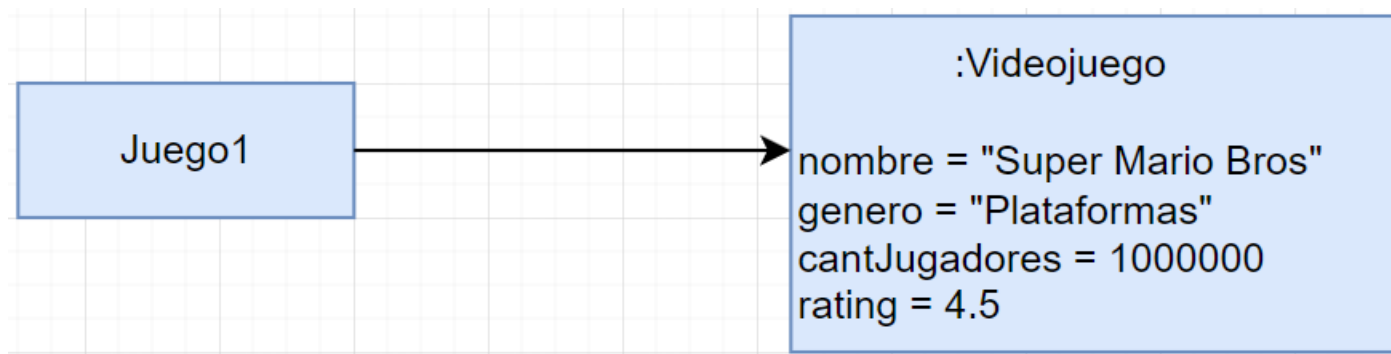 Juego1
:Videojuego
nombre = "Super Mario Bros"
genero = "Plataformas"
cantJugadores = 1000000
rating = 4.5